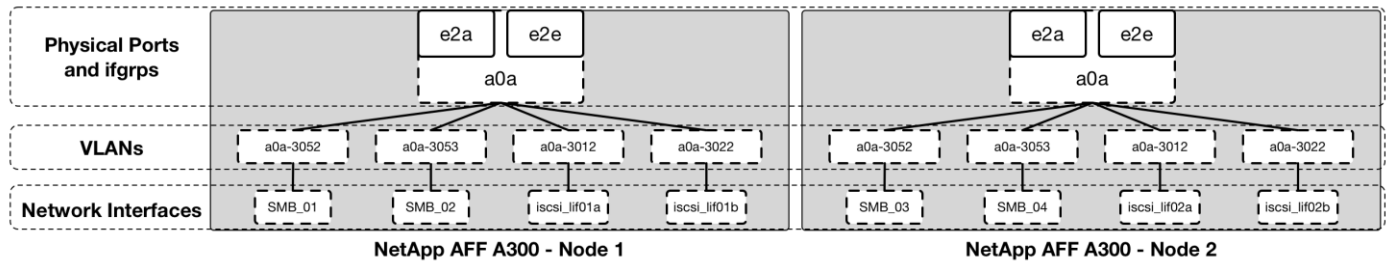 Physical Ports
and ifgrps
e2a e2e e2a e2e
a0a a0a
VLANs
a0a-3052 a0a-3053 a0a-3012 a0a-3022 a0a-3052 a0a-3053 a0a-3012 a0a-3022
Network Interfaces
SMB_01 SMB_02 iscsi_lif01a iscsi_lif01b SMB_03 SMB_04 iscsi_lif02a iscsi_lif02b
NetApp AFF A300 - Node 1 NetApp AFF A300 - Node 2